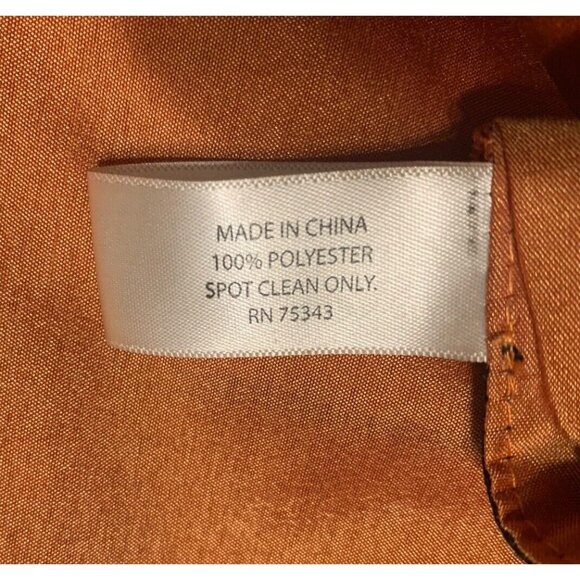 MADE IN CHINA
100% POLYESTER
SPOT CLEAN ONLY.
RN 75343